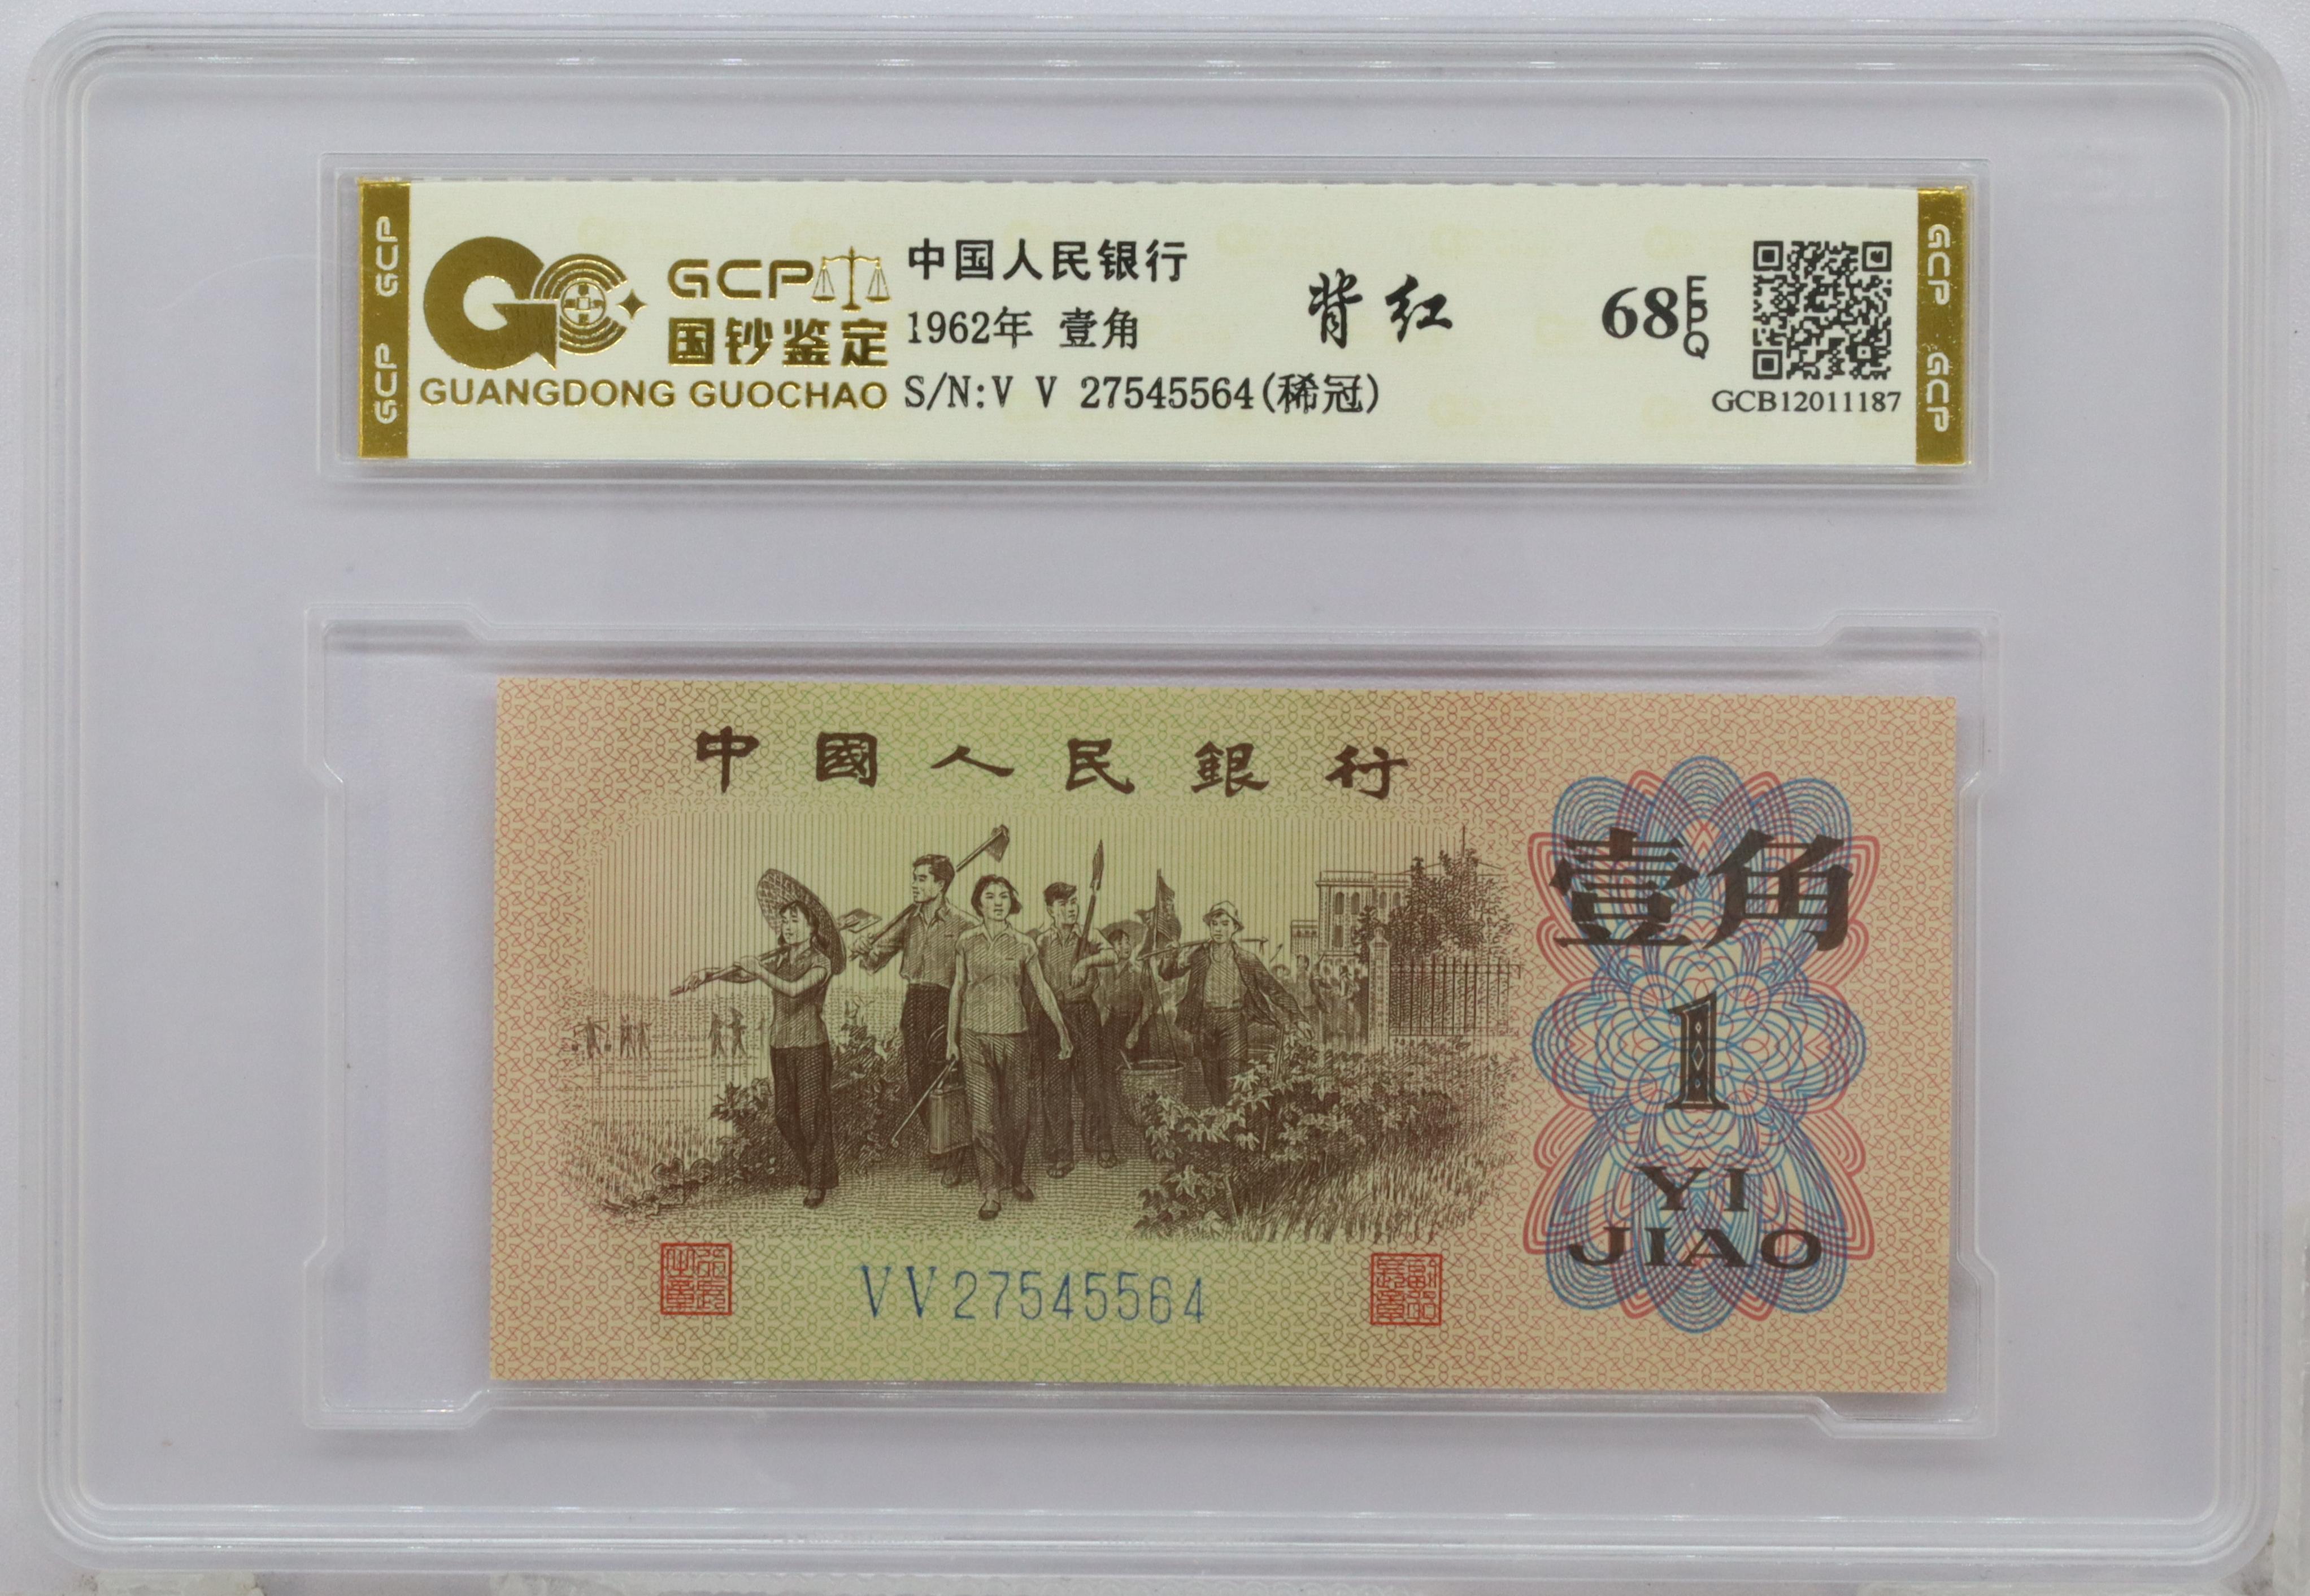 GCP
GCP
GCP
国钞鉴定
GUANGDONG GUOCHAO
中国人民银行
1962年 壹角
S/N:V V 27545564(稀冠)
背红
68 EPQ
GCB12011187
GCP
GCP
中國人民銀行
壹角
1
YI
JIAO
VV27545564